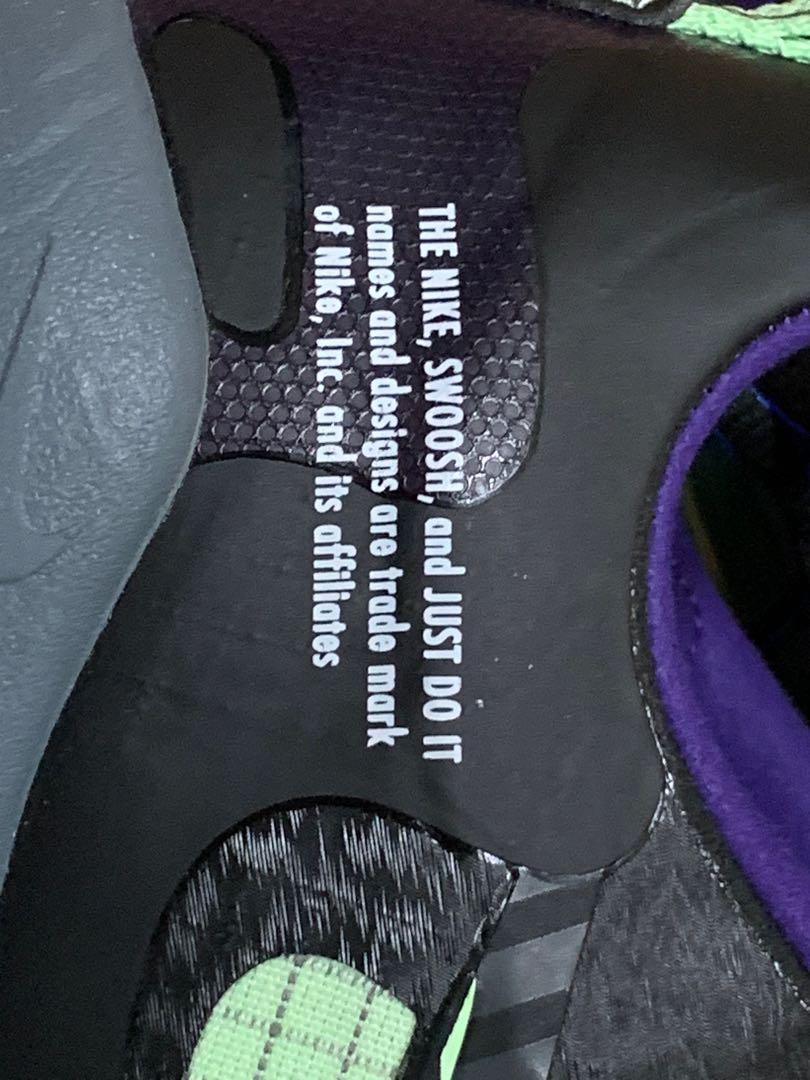 THE NIKE, SWOOSH, and JUST DO IT
names and designs are trade mark
of Nike, Inc. and its affiliates